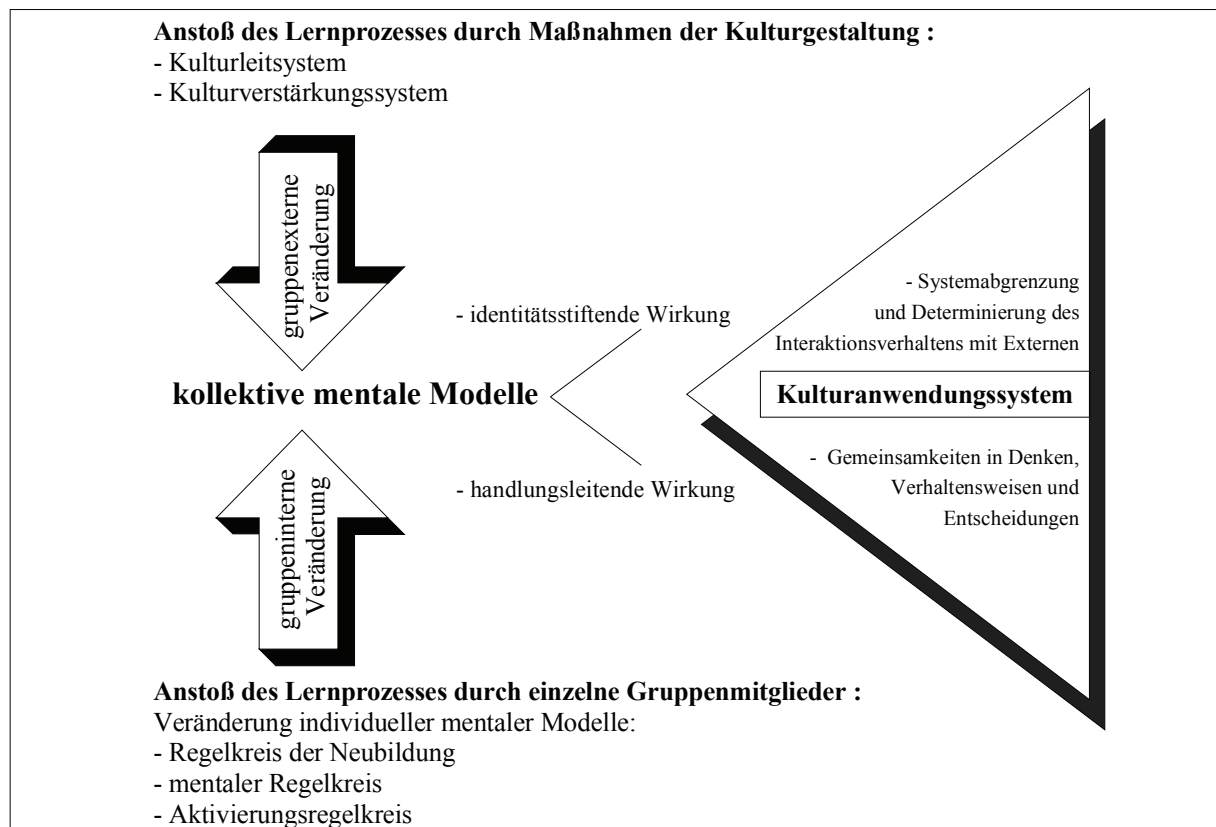 Anstoß des Lernprozesses durch Maßnahmen der Kulturgestaltung :
- Kulturleitsystem
- Kulturverstärkungssystem
gruppenexterne
Veränderung
- identitätsstiftende Wirkung
kollektive mentale Modelle
- handlungsleitende Wirkung
gruppeninterne
Veränderung
- Systemabgrenzung
und Determinierung des
Interaktionsverhaltens mit Externen
Kulturanwendungssystem
- Gemeinsamkeiten in Denken,
Verhaltensweisen und
Entscheidungen
Anstoß des Lernprozesses durch einzelne Gruppenmitglieder :
Veränderung individueller mentaler Modelle:
- Regelkreis der Neubildung
- mentaler Regelkreis
- Aktivierungsregelkreis